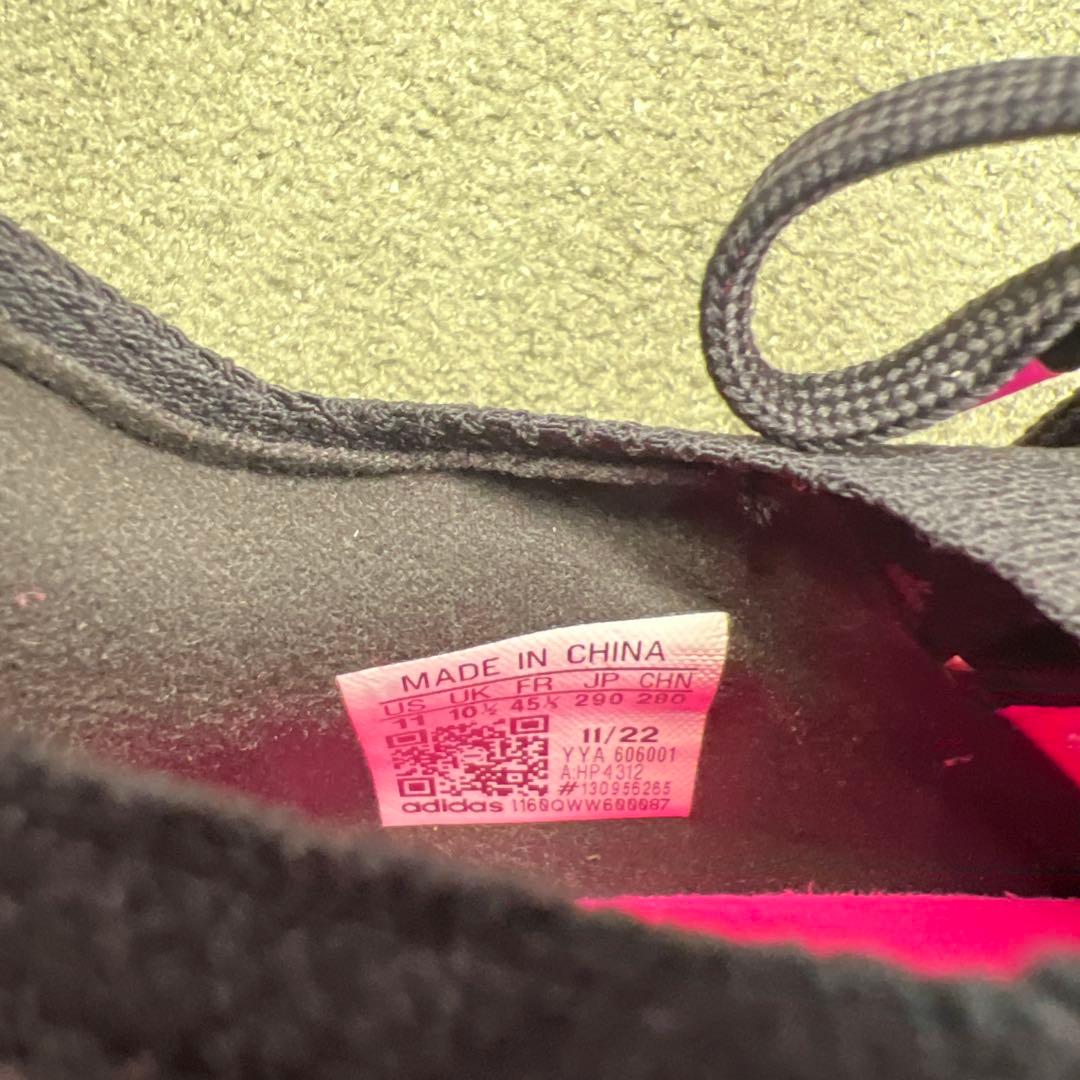 MADE IN CHINA
US UK FR JP CHN
11 10½ 45⅓ 290 280
11/22
YYA 606001
A.HP4312
#130956265
adidas 1160QWW600087